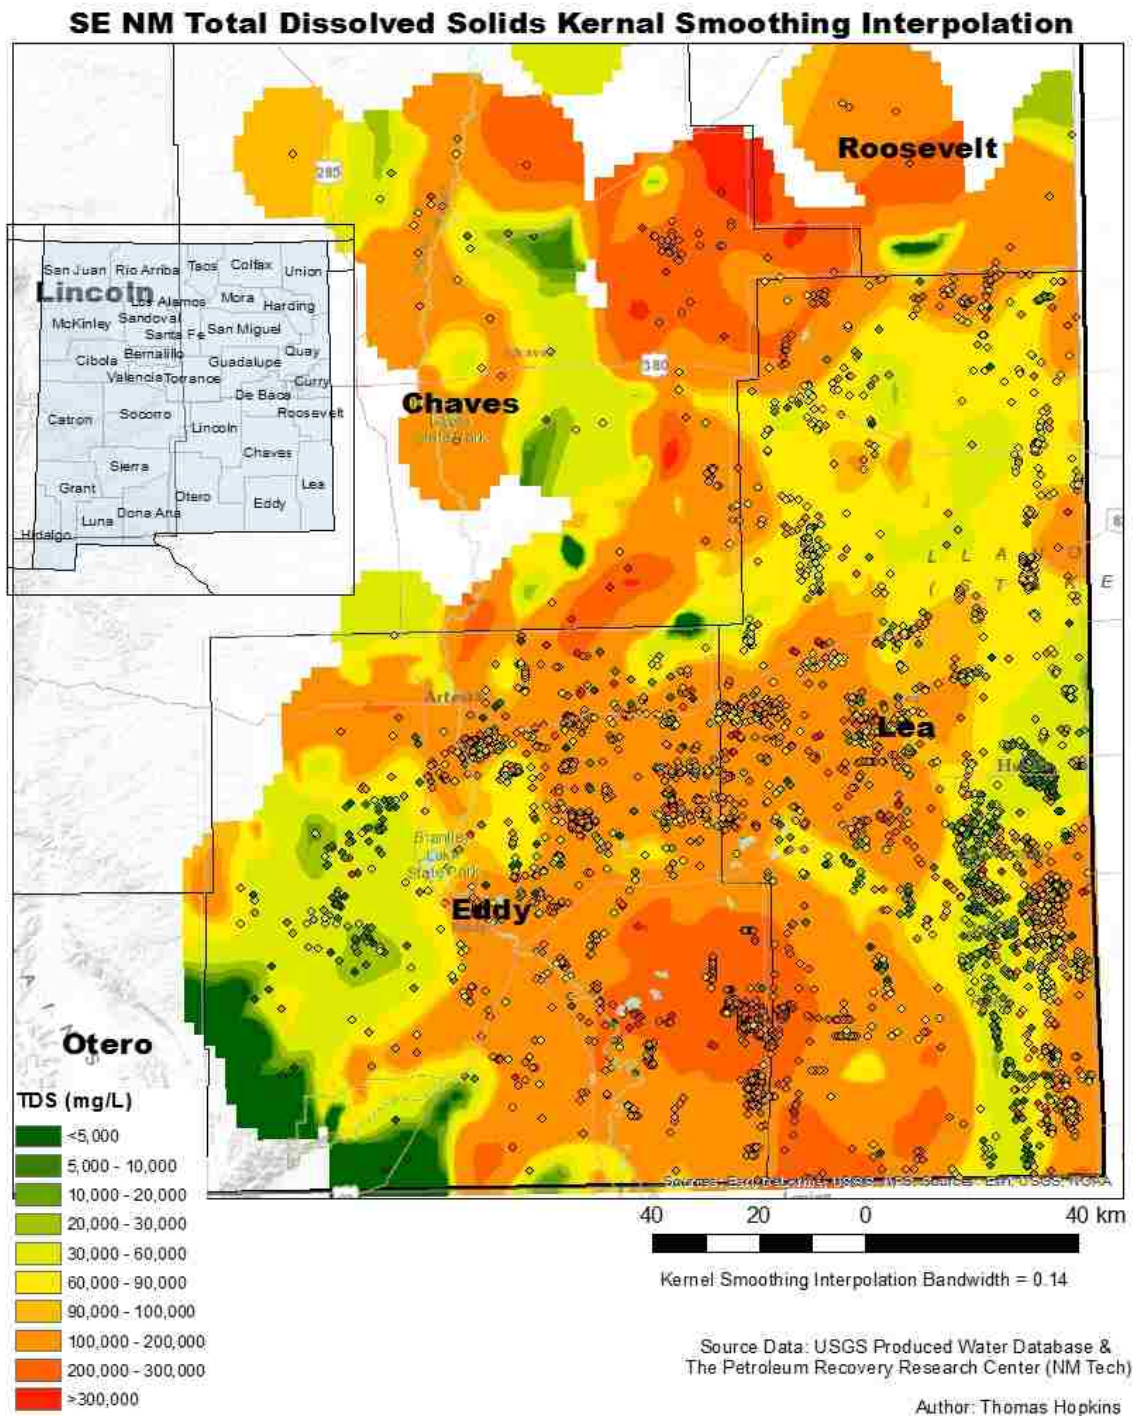 SE NM Total Dissolved Solids Kernal Smoothing Interpolation
Roosevelt
285
San Juan
Rio Arriba
Taos
Colfax
Union
Lincoln
Los Alamos
Mora
Harding
McKinley
Sandoval
Santa Fe
San Miguel
Cibola
Bernalillo
Guadalupe
Quay
Valencia
Torrance
Curry
De Baca
Catron
Socorro
Roosevelt
Lincoln
Chaves
Sierra
Lea
Grant
Otero
Eddy
Luna
Dona Ana
Hidalgo
380
Chaves
L L A N O
E
Artesia
Lea
State Park
Eddy
Otero
TDS (mg/L)
<5,000
5,000 - 10,000
10,000 - 20,000
20,000 - 30,000
30,000 - 60,000
60,000 - 90,000
90,000 - 100,000
100,000 - 200,000
200,000 - 300,000
>300,000
40 20 0 40 km
Kernel Smoothing Interpolation Bandwidth = 0.14
Source Data: USGS Produced Water Database &
The Petroleum Recovery Research Center (NM Tech)
Author: Thomas Hopkins